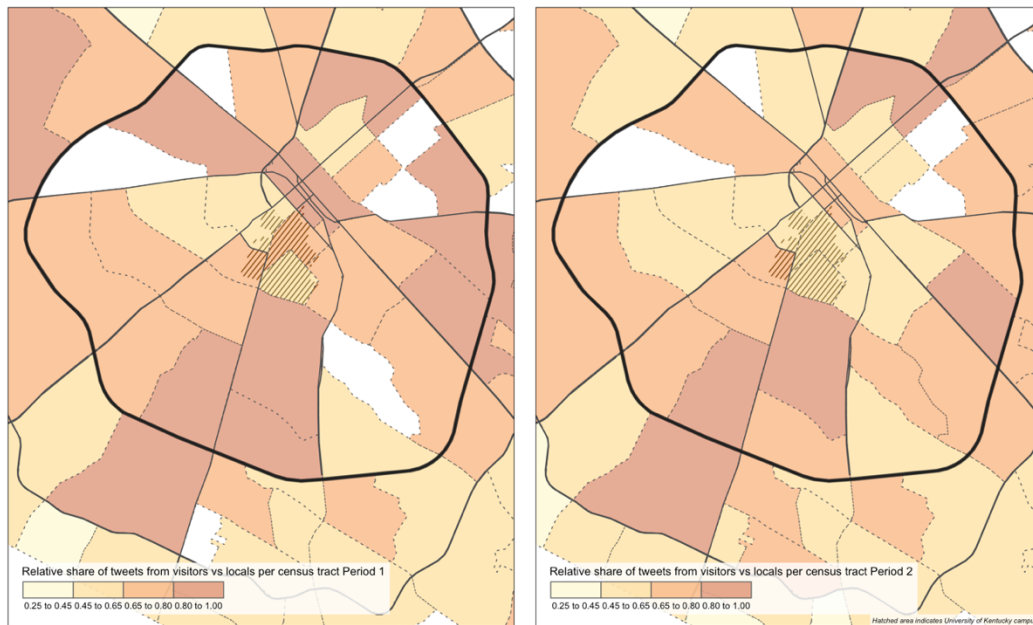 Relative share of tweets from visitors vs locals per census tract Period 1
0.25 to 0.45 0.45 to 0.65 0.65 to 0.80 0.80 to 1.00
Relative share of tweets from visitors vs locals per census tract Period 2
0.25 to 0.45 0.45 to 0.65 0.65 to 0.80 0.80 to 1.00
Hatched area indicates University of Kentucky campus